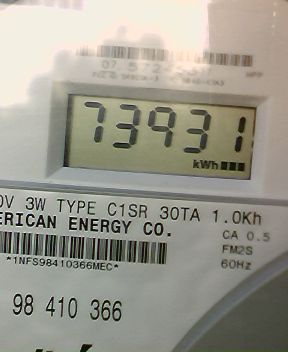 73931
kWh
0V 3W TYPE C1SR 30TA 1.0Kh
ERICAN ENERGY CO.
CA 0.5
FM2S
*1NFS98410366MEC*
60Hz
98 410 366